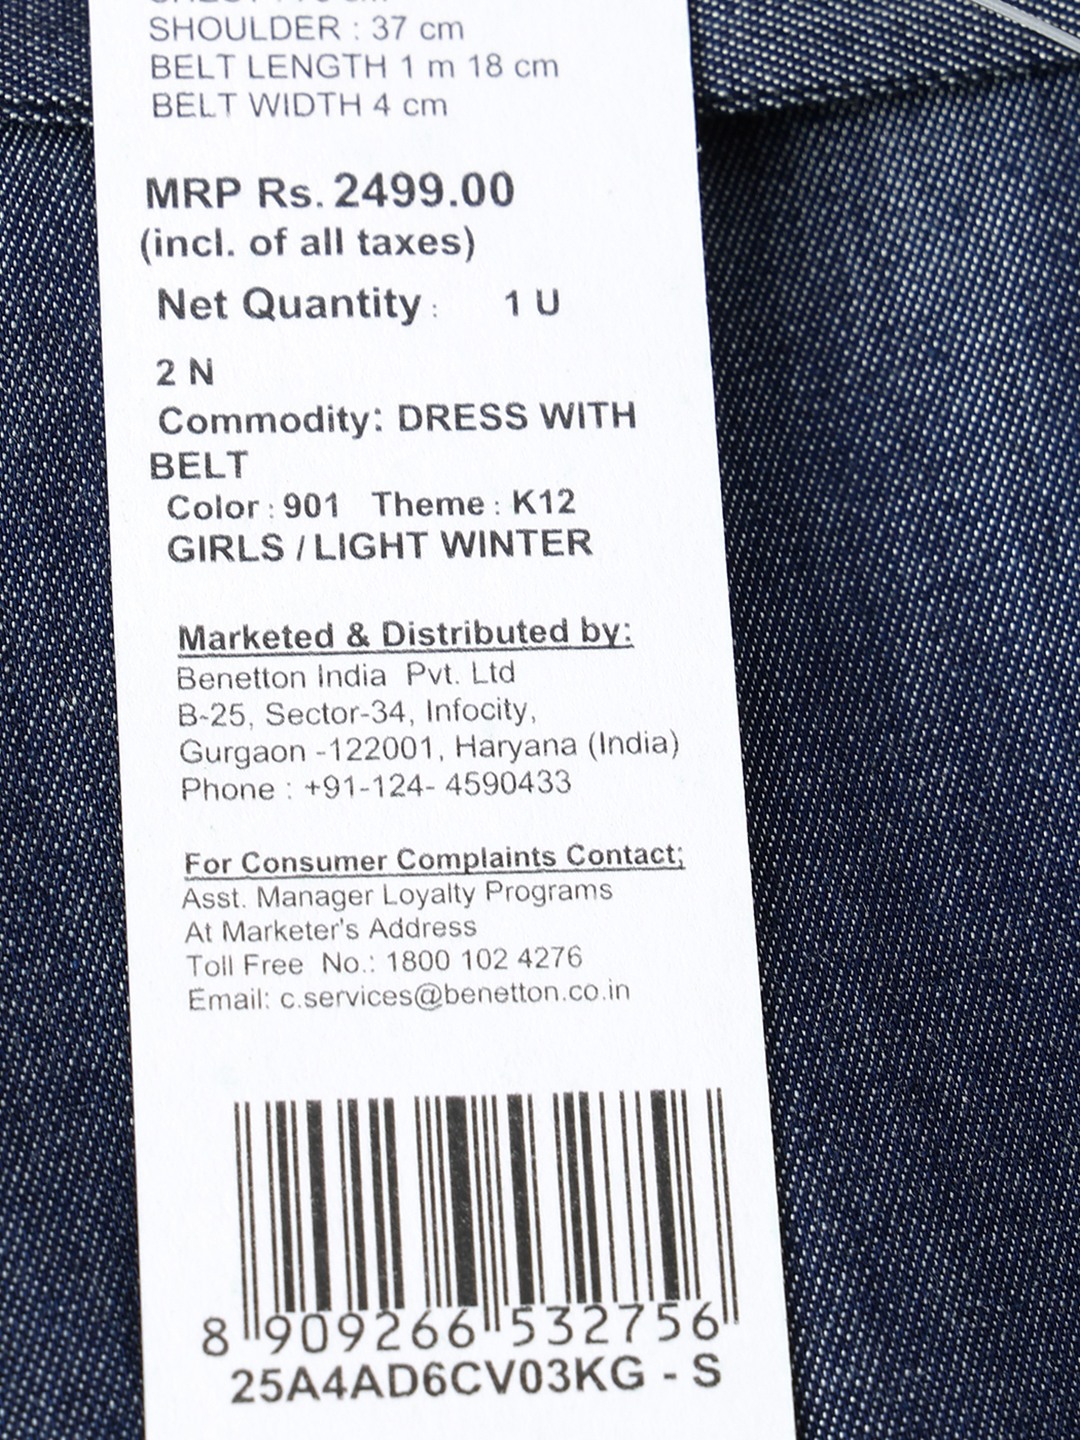 SHOULDER : 37 cm
BELT LENGTH 1 m 18 cm
BELT WIDTH 4 cm
MRP Rs. 2499.00
(incl. of all taxes)
Net Quantity : 1 U
2 N
Commodity: DRESS WITH
BELT
Color : 901 Theme : K12
GIRLS / LIGHT WINTER
Marketed & Distributed by:
Benetton India Pvt. Ltd
B-25, Sector-34, Infocity,
Gurgaon -122001, Haryana (India)
Phone : +91-124- 4590433
For Consumer Complaints Contact;
Asst. Manager Loyalty Programs
At Marketer's Address
Toll Free No.: 1800 102 4276
Email: c.services@benetton.co.in
8 909266 532756
25A4AD6CV03KG - S